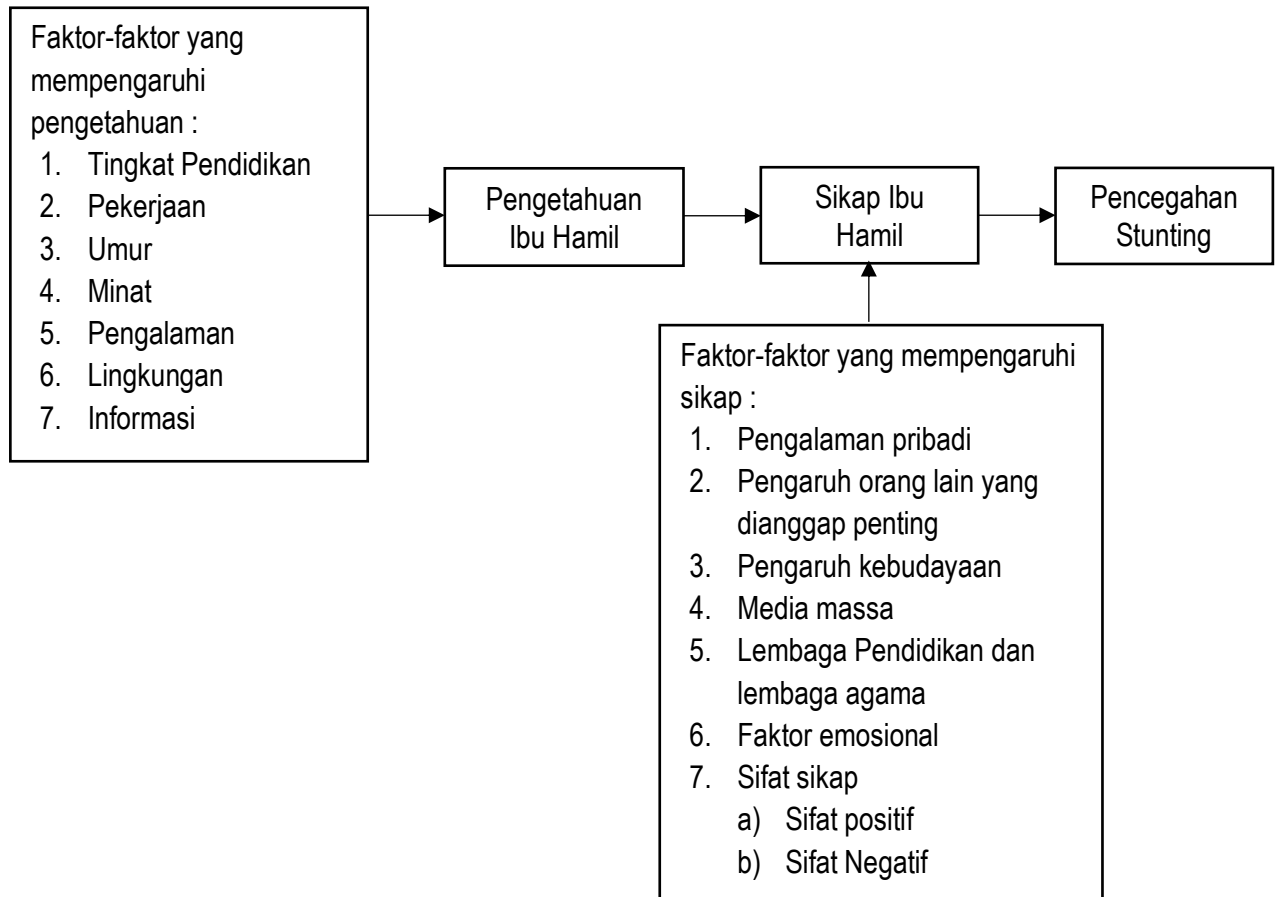 Faktor-faktor yang
mempengaruhi
pengetahuan :
1. Tingkat Pendidikan
2. Pekerjaan
3. Umur
4. Minat
5. Pengalaman
6. Lingkungan
7. Informasi
Pengetahuan
Ibu Hamil
Sikap Ibu
Hamil
Pencegahan
Stunting
Faktor-faktor yang mempengaruhi
sikap :
1. Pengalaman pribadi
2. Pengaruh orang lain yang
dianggap penting
3. Pengaruh kebudayaan
4. Media massa
5. Lembaga Pendidikan dan
lembaga agama
6. Faktor emosional
7. Sifat sikap
a) Sifat positif
b) Sifat Negatif